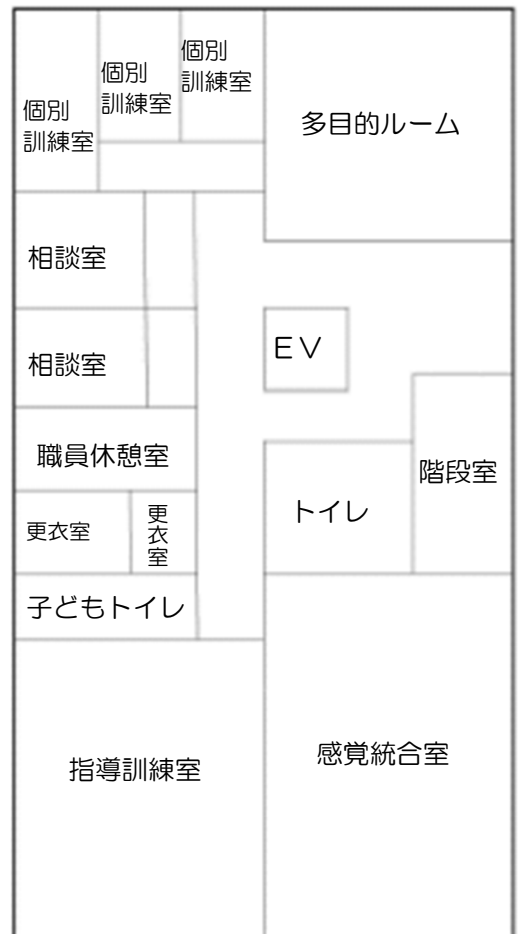 個別
訓練室
個別
訓練室
個別
訓練室
多目的ルーム
相談室
ＥＶ
相談室
職員休憩室
階段室
トイレ
更衣室
更衣室
子どもトイレ
指導訓練室
感覚統合室